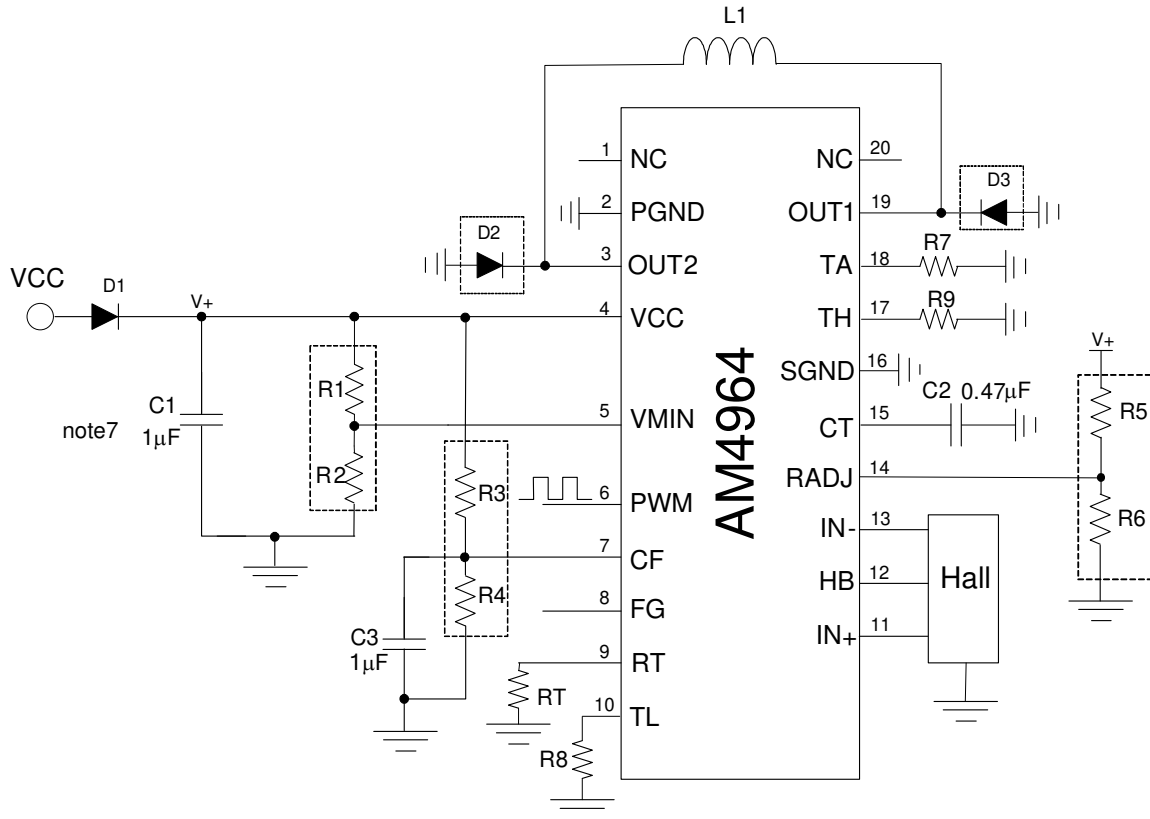 L1
1 NC
NC 20
2 PGND
OUT1 19
D3
D2
3 OUT2
TA 18
R7
VCC
D1
V+
4 VCC
TH 17
R9
V+
SGND 16
R1
C1
1μF
note7
5 VMIN
CT 15
C2 0.47μF
R5
R2
R3
6 PWM
RADJ 14
R6
AM4964
IN- 13
7 CF
HB 12
Hall
R4
8 FG
IN+ 11
C3
1μF
9 RT
RT
10 TL
R8